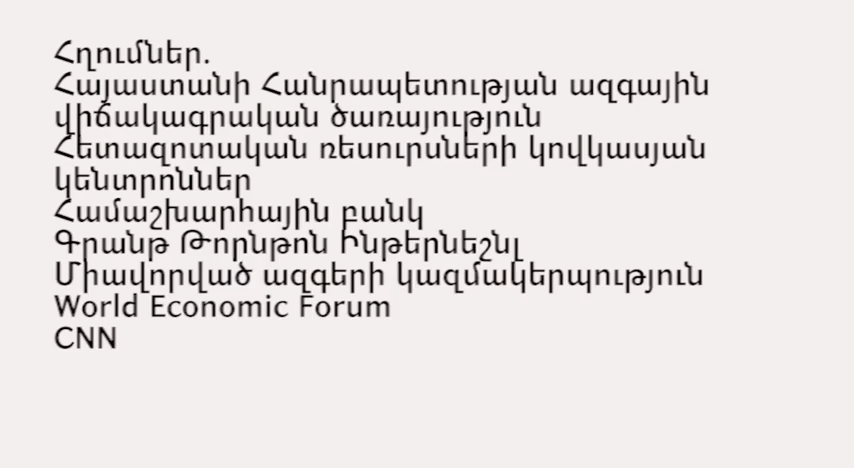 Հղումներ.
Հայաստանի Հանրապետության ազգային
վիճակագրական ծառայություն
Հետազոտական ռեսուրսների կովկասյան
կենտրոններ
Համաշխարհային բանկ
Գրանթ Թորնթոն Ինթերնեշնլ
Միավորված ազգերի կազմակերպություն
World Economic Forum
CNN